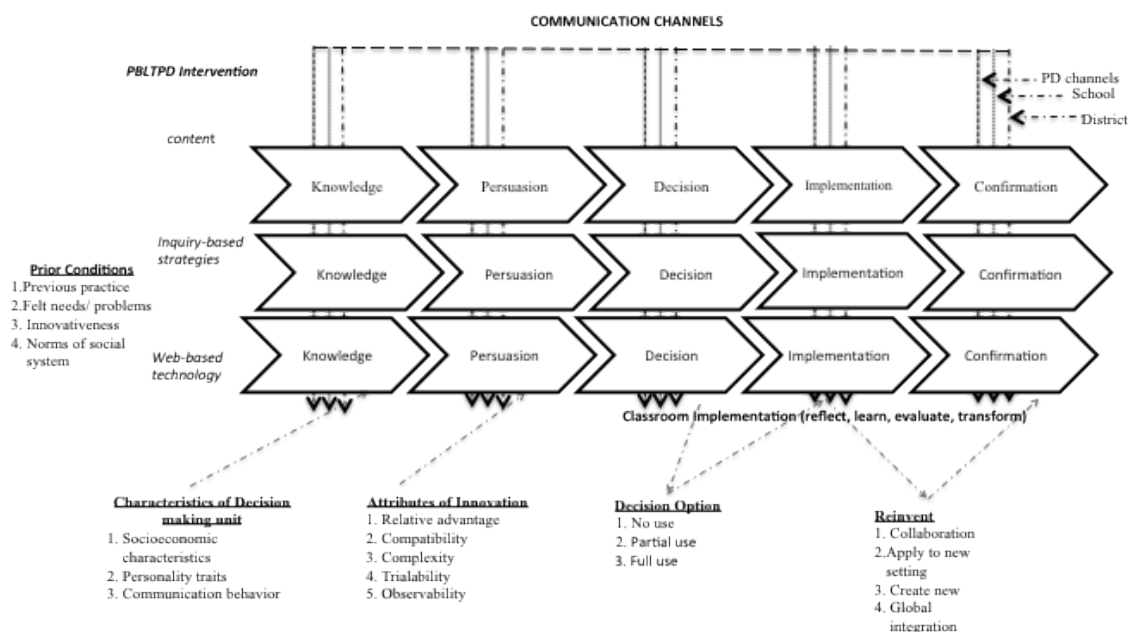 COMMUNICATION CHANNELS
PBLTPD Intervention
PD channels
School
District
content
Knowledge
Persuasion
Decision
Implementation
Confirmation
Inquiry-based
strategies
Knowledge
Persuasion
Decision
Implementation
Confirmation
Prior Conditions
1.Previous practice
2.Felt needs/ problems
3. Innovativeness
4. Norms of social
system
Web-based
technology
Knowledge
Persuasion
Decision
Implementation
Confirmation
Classroom Implementation (reflect, learn, evaluate, transform)
Characteristics of Decision
making unit
1. Socioeconomic
characteristics
2. Personality traits
3. Communication behavior
Attributes of Innovation
1. Relative advantage
2. Compatibility
3. Complexity
4. Trialability
5. Observability
Decision Option
1. No use
2. Partial use
3. Full use
Reinvent
1. Collaboration
2.Apply to new
setting
3. Create new
4. Global
integration